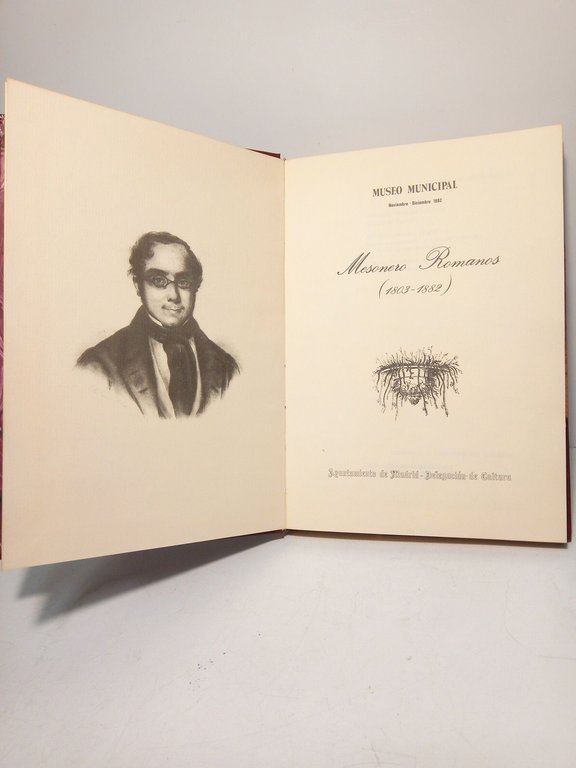 MUSEO MUNICIPAL
Noviembre - Diciembre 1982
Mesonero Romanos
(1803-1882)
Ayuntamiento de Madrid - Delegación de Cultura